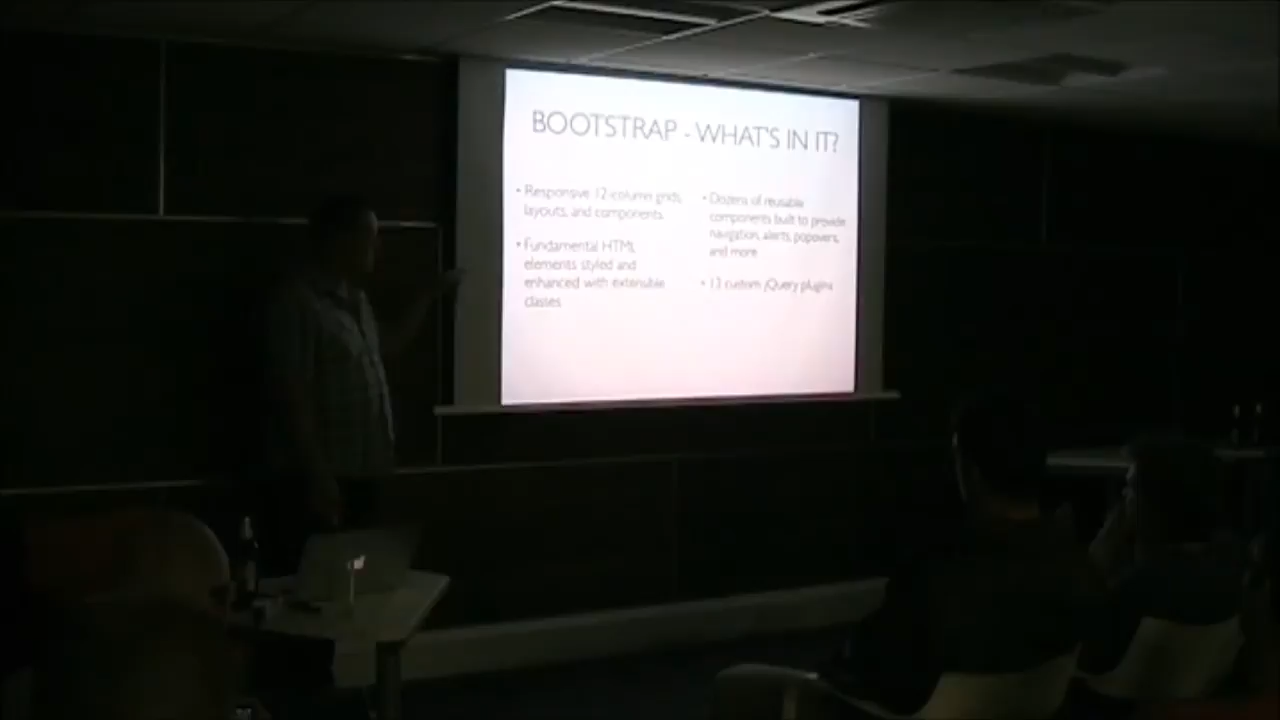 BOOTSTRAP - WHAT'S IN IT?
• Responsive 12-column grids,
layouts, and components.
• Fundamental HTML
elements styled and
enhanced with extensible
classes
• Dozens of reusable
components built to provide
navigation, alerts, popovers,
and more
• 13 custom jQuery plugins